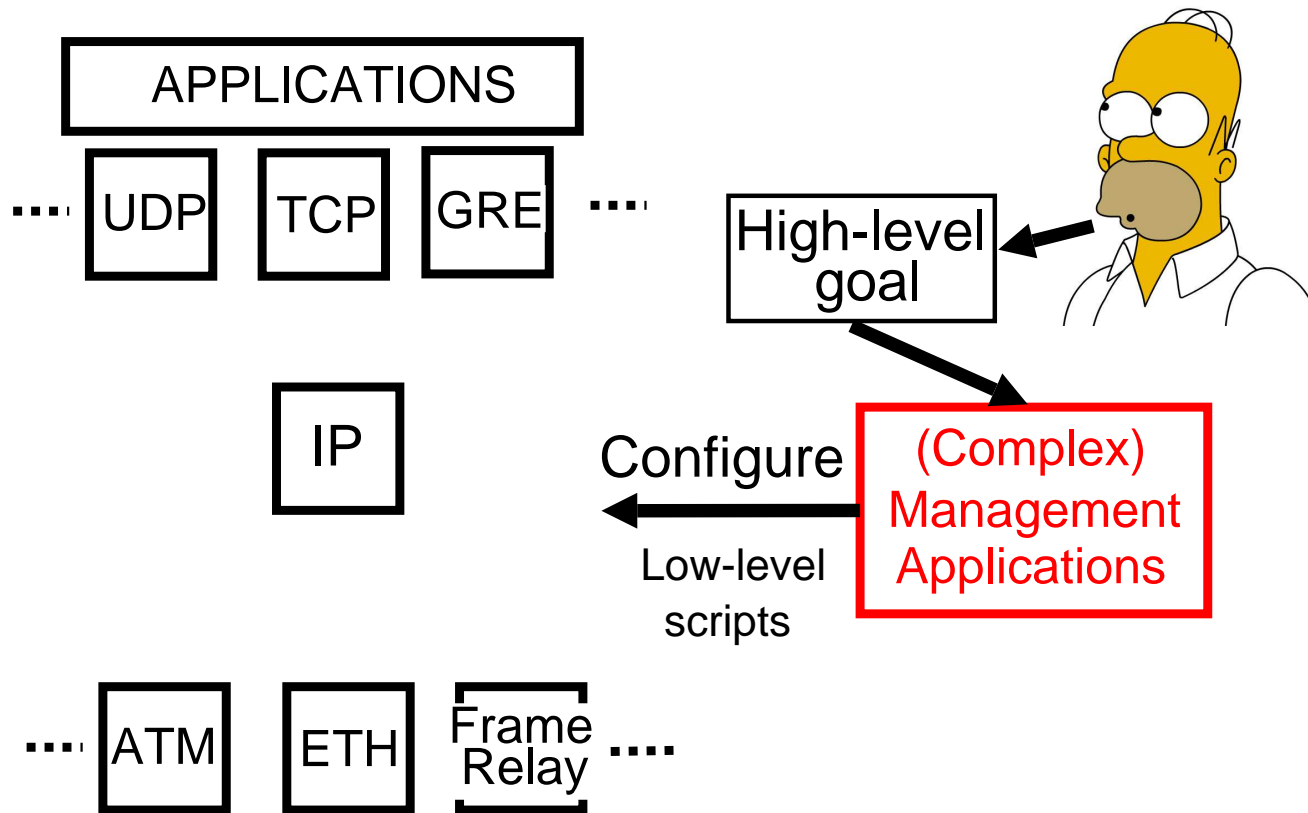 APPLICATIONS
UDP TCP GRE
High-level
goal
IP
Configure
(Complex)
Management
Applications
Low-level
scripts
ATM ETH Frame
Relay